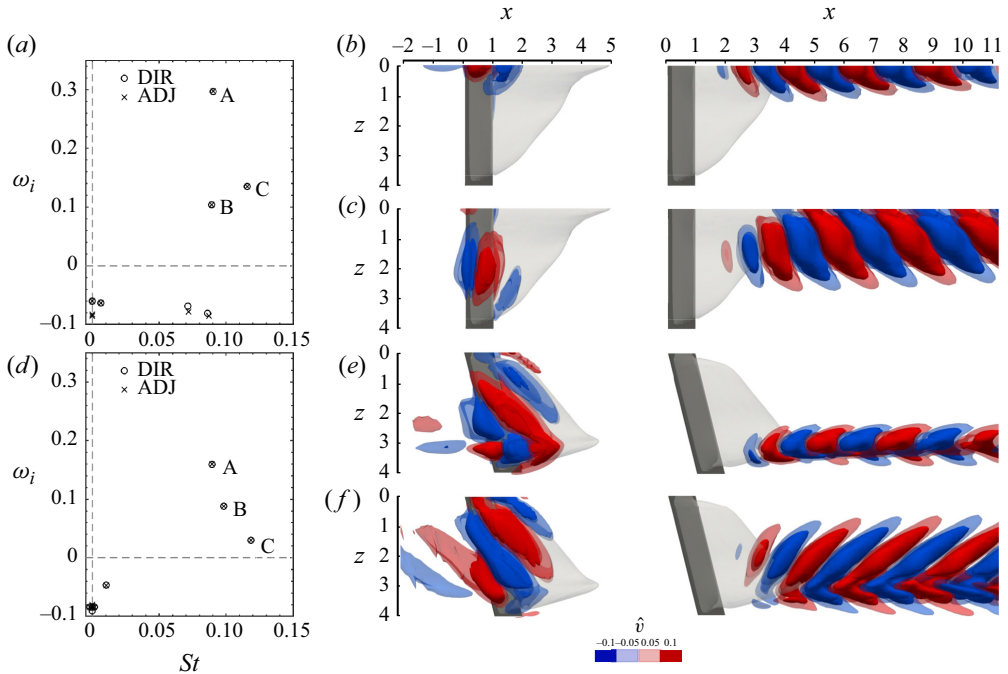 x x
(a) (b) −2 −1 0 1 2 3 4 5 0 1 2 3 4 5 6 7 8 9 10 11
DIR
ADJ
0.3
0.2
0.1
0
−0.1
ω_i
A
B
C
0 0.05 0.10 0.15
z
0
1
2
3
4
(c)
z
0
1
2
3
4
(d)
DIR
ADJ
0.3
0.2
0.1
0
−0.1
ω_i
A
B
C
0 0.05 0.10 0.15
St
(e)
z
0
1
2
3
4
(f)
z
0
1
2
3
4
v̂
−0.1 −0.05 0.05 0.1